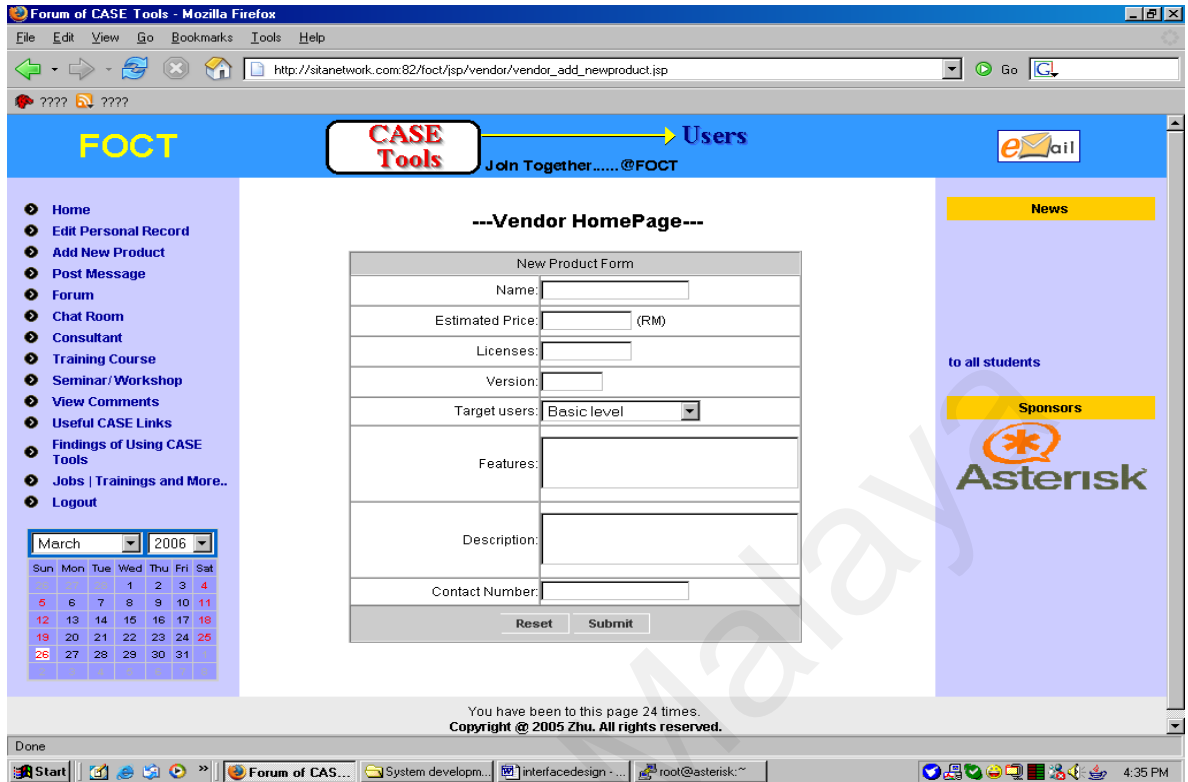 Forum of CASE Tools - Mozilla Firefox
File Edit View Go Bookmarks Tools Help
http://sitanetwork.com:82/foct/jsp/vendor/vendor_add_newproduct.jsp
Go
???? ????
FOCT
CASE Tools
Users
Join Together......@FOCT
eMail
Home
Edit Personal Record
Add New Product
Post Message
Forum
Chat Room
Consultant
Training Course
Seminar/Workshop
View Comments
Useful CASE Links
Findings of Using CASE
Tools
Jobs | Trainings and More..
Logout
March 2006
Sun Mon Tue Wed Thu Fri Sat
1 2 3 4
5 6 7 8 9 10 11
12 13 14 15 16 17 18
19 20 21 22 23 24 25
26 27 28 29 30 31
---Vendor HomePage---
New Product Form
Name:
Estimated Price: (RM)
Licenses:
Version:
Target users: Basic level
Features:
Description:
Contact Number:
Reset Submit
News
to all students
Sponsors
Asterisk
You have been to this page 24 times.
Copyright @ 2005 Zhu. All rights reserved.
Done
Start
Forum of CAS...
System developm...
interfacedesign - ...
root@asterisk:~
4:35 PM
Malaya